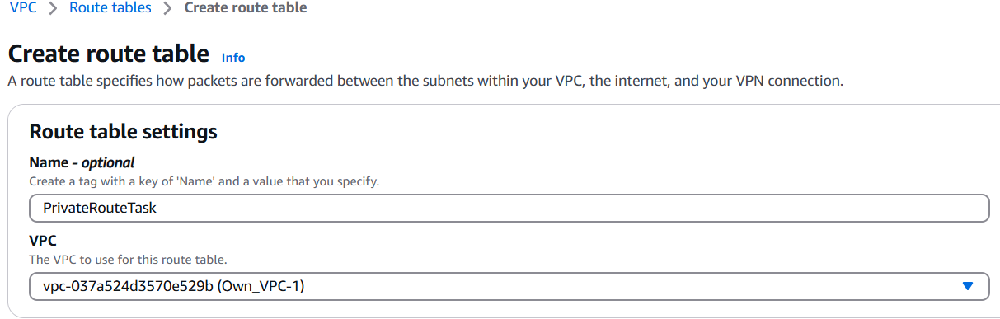 VPC > Route tables > Create route table
Create route table Info
A route table specifies how packets are forwarded between the subnets within your VPC, the internet, and your VPN connection.
Route table settings
Name - optional
Create a tag with a key of 'Name' and a value that you specify.
PrivateRouteTask
VPC
The VPC to use for this route table.
vpc-037a524d3570e529b (Own_VPC-1)